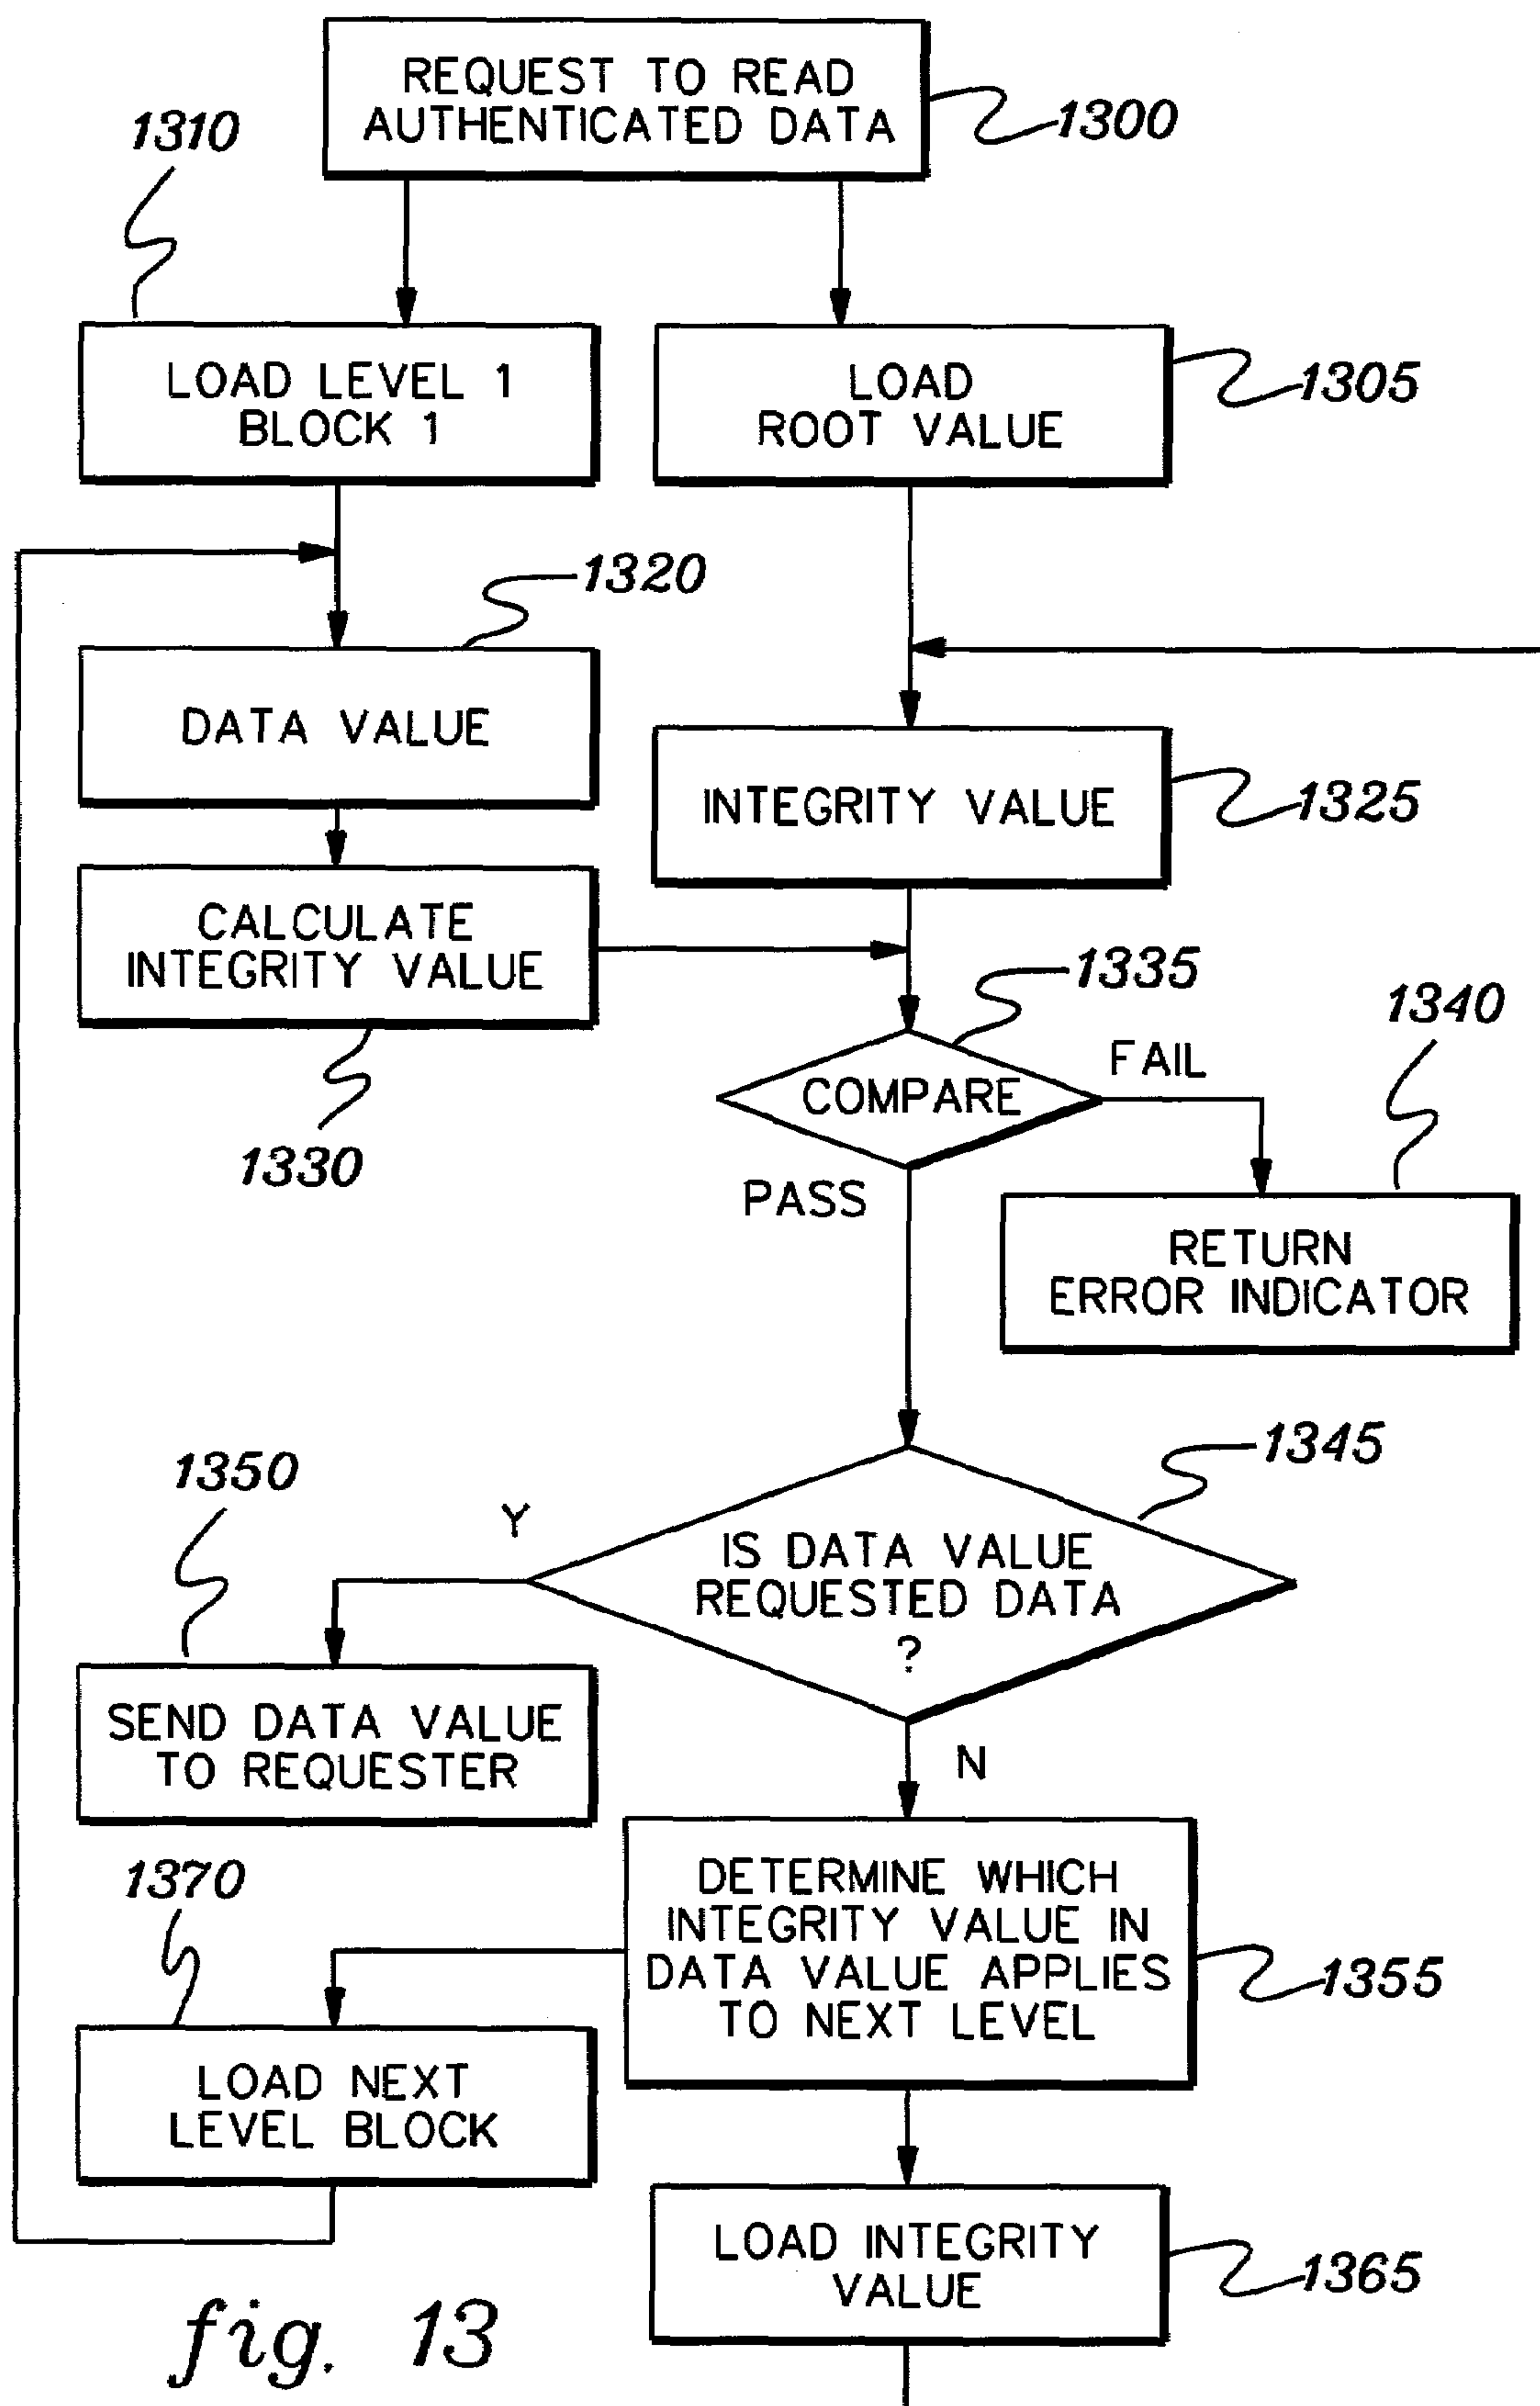 REQUEST TO READ
AUTHENTICATED DATA
1300
1310
LOAD LEVEL 1
BLOCK 1
LOAD
ROOT VALUE
1305
1320
DATA VALUE
INTEGRITY VALUE
1325
CALCULATE
INTEGRITY VALUE
1330
1335
COMPARE
FAIL
PASS
1340
RETURN
ERROR INDICATOR
1345
IS DATA VALUE
REQUESTED DATA
?
Y
1350
SEND DATA VALUE
TO REQUESTER
N
DETERMINE WHICH
INTEGRITY VALUE IN
DATA VALUE APPLIES
TO NEXT LEVEL
1355
1370
LOAD NEXT
LEVEL BLOCK
LOAD INTEGRITY
VALUE
1365
fig. 13